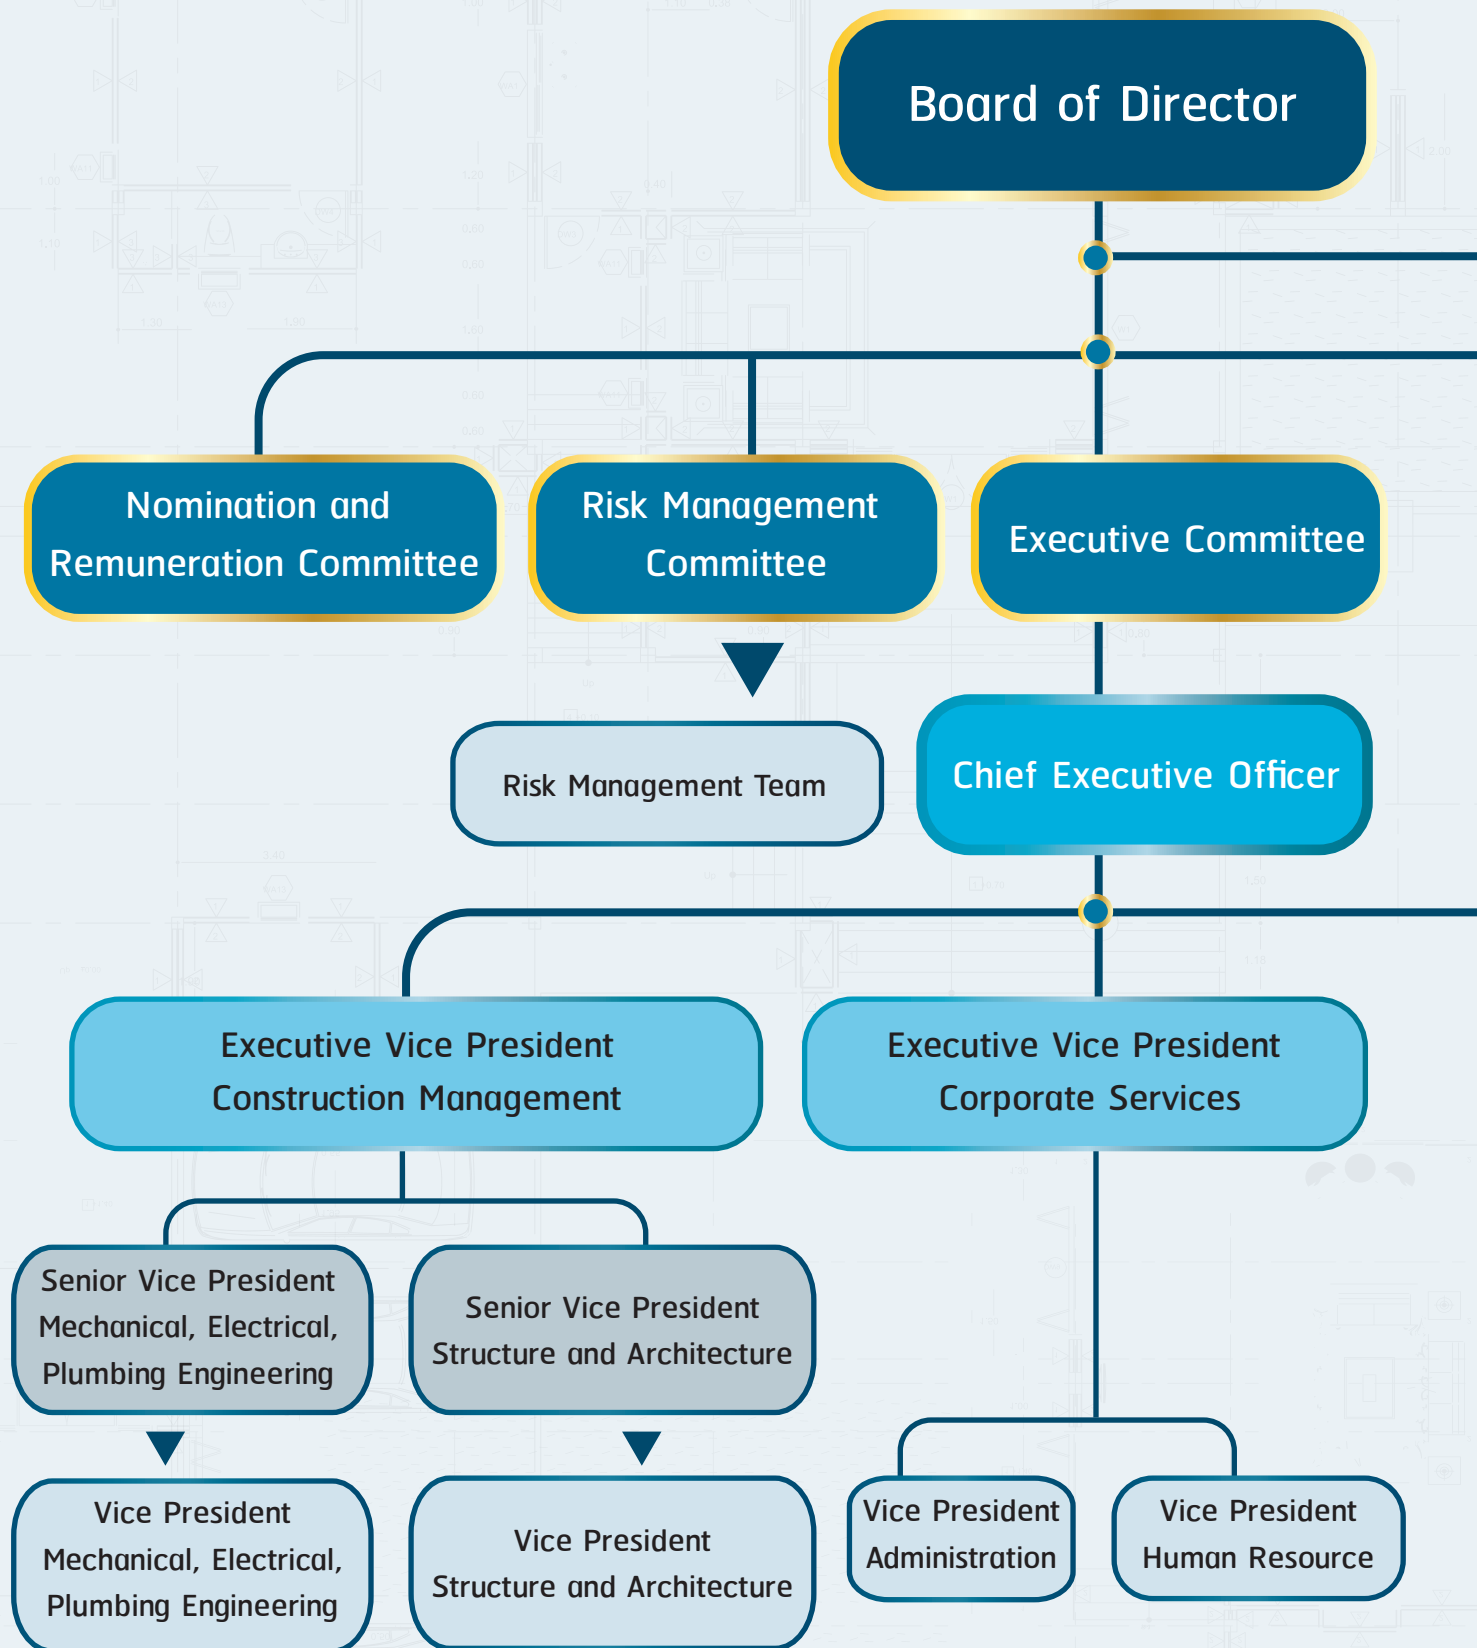 Board of Director
Nomination and
Remuneration Committee
Risk Management
Committee
Executive Committee
Risk Management Team
Chief Executive Officer
Executive Vice President
Construction Management
Executive Vice President
Corporate Services
Senior Vice President
Mechanical, Electrical,
Plumbing Engineering
Senior Vice President
Structure and Architecture
Vice President
Mechanical, Electrical,
Plumbing Engineering
Vice President
Structure and Architecture
Vice President
Administration
Vice President
Human Resource